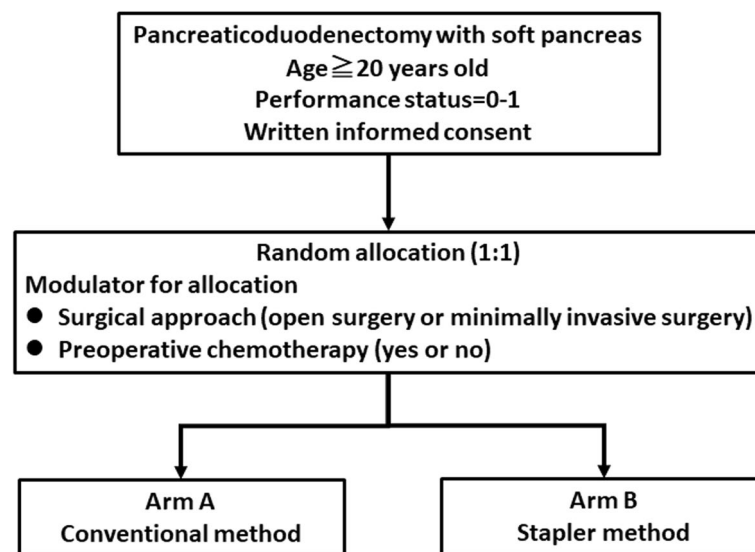 Pancreaticoduodenectomy with soft pancreas
Age≧20 years old
Performance status=0-1
Written informed consent
Random allocation (1:1)
Modulator for allocation
● Surgical approach (open surgery or minimally invasive surgery)
● Preoperative chemotherapy (yes or no)
Arm A
Conventional method
Arm B
Stapler method